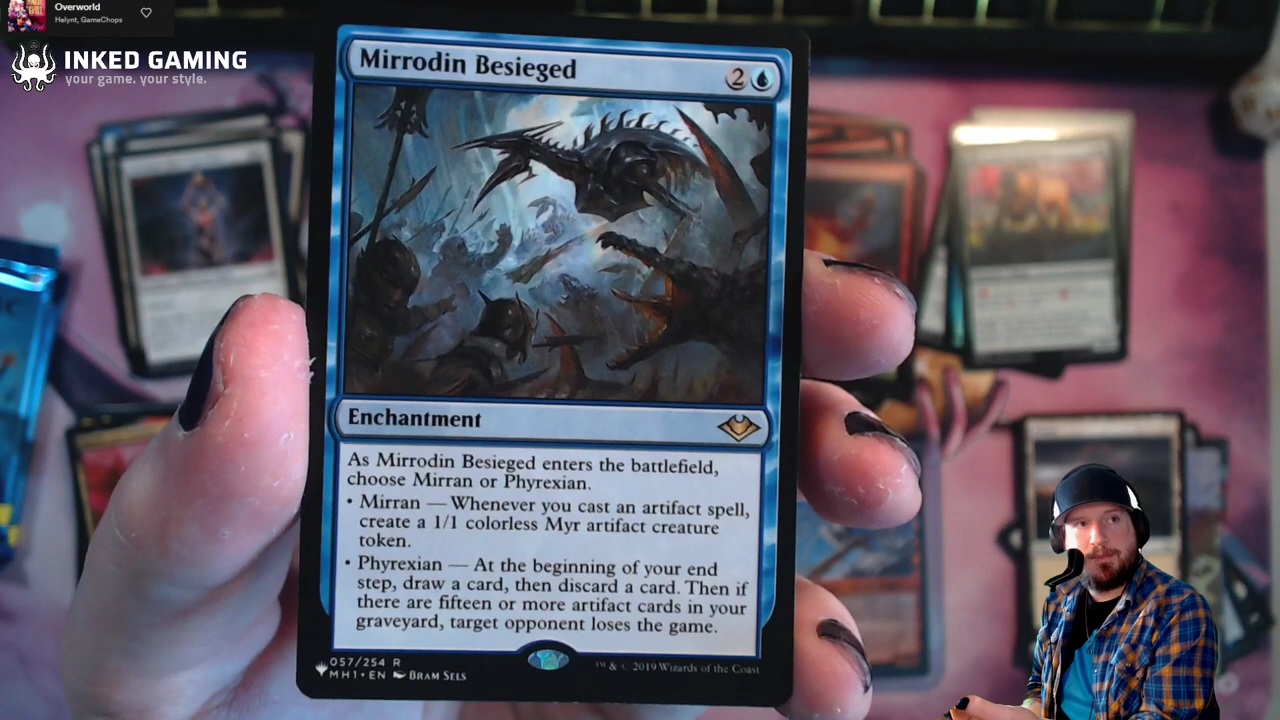 Overworld
Helynt, GameChops
INKED GAMING
your game. your style.
Mirrodin Besieged
2
Enchantment
As Mirrodin Besieged enters the battlefield,
choose Mirran or Phyrexian.
• Mirran — Whenever you cast an artifact spell,
create a 1/1 colorless Myr artifact creature
token.
• Phyrexian — At the beginning of your end
step, draw a card, then discard a card. Then if
there are fifteen or more artifact cards in your
graveyard, target opponent loses the game.
057/254 R
MH1 • EN BRAM SELS
™ & © 2019 Wizards of the Coast